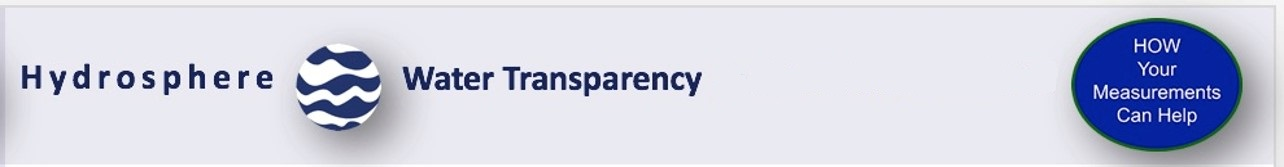 Hydrosphere Water Transparency
HOW
Your
Measurements
Can Help